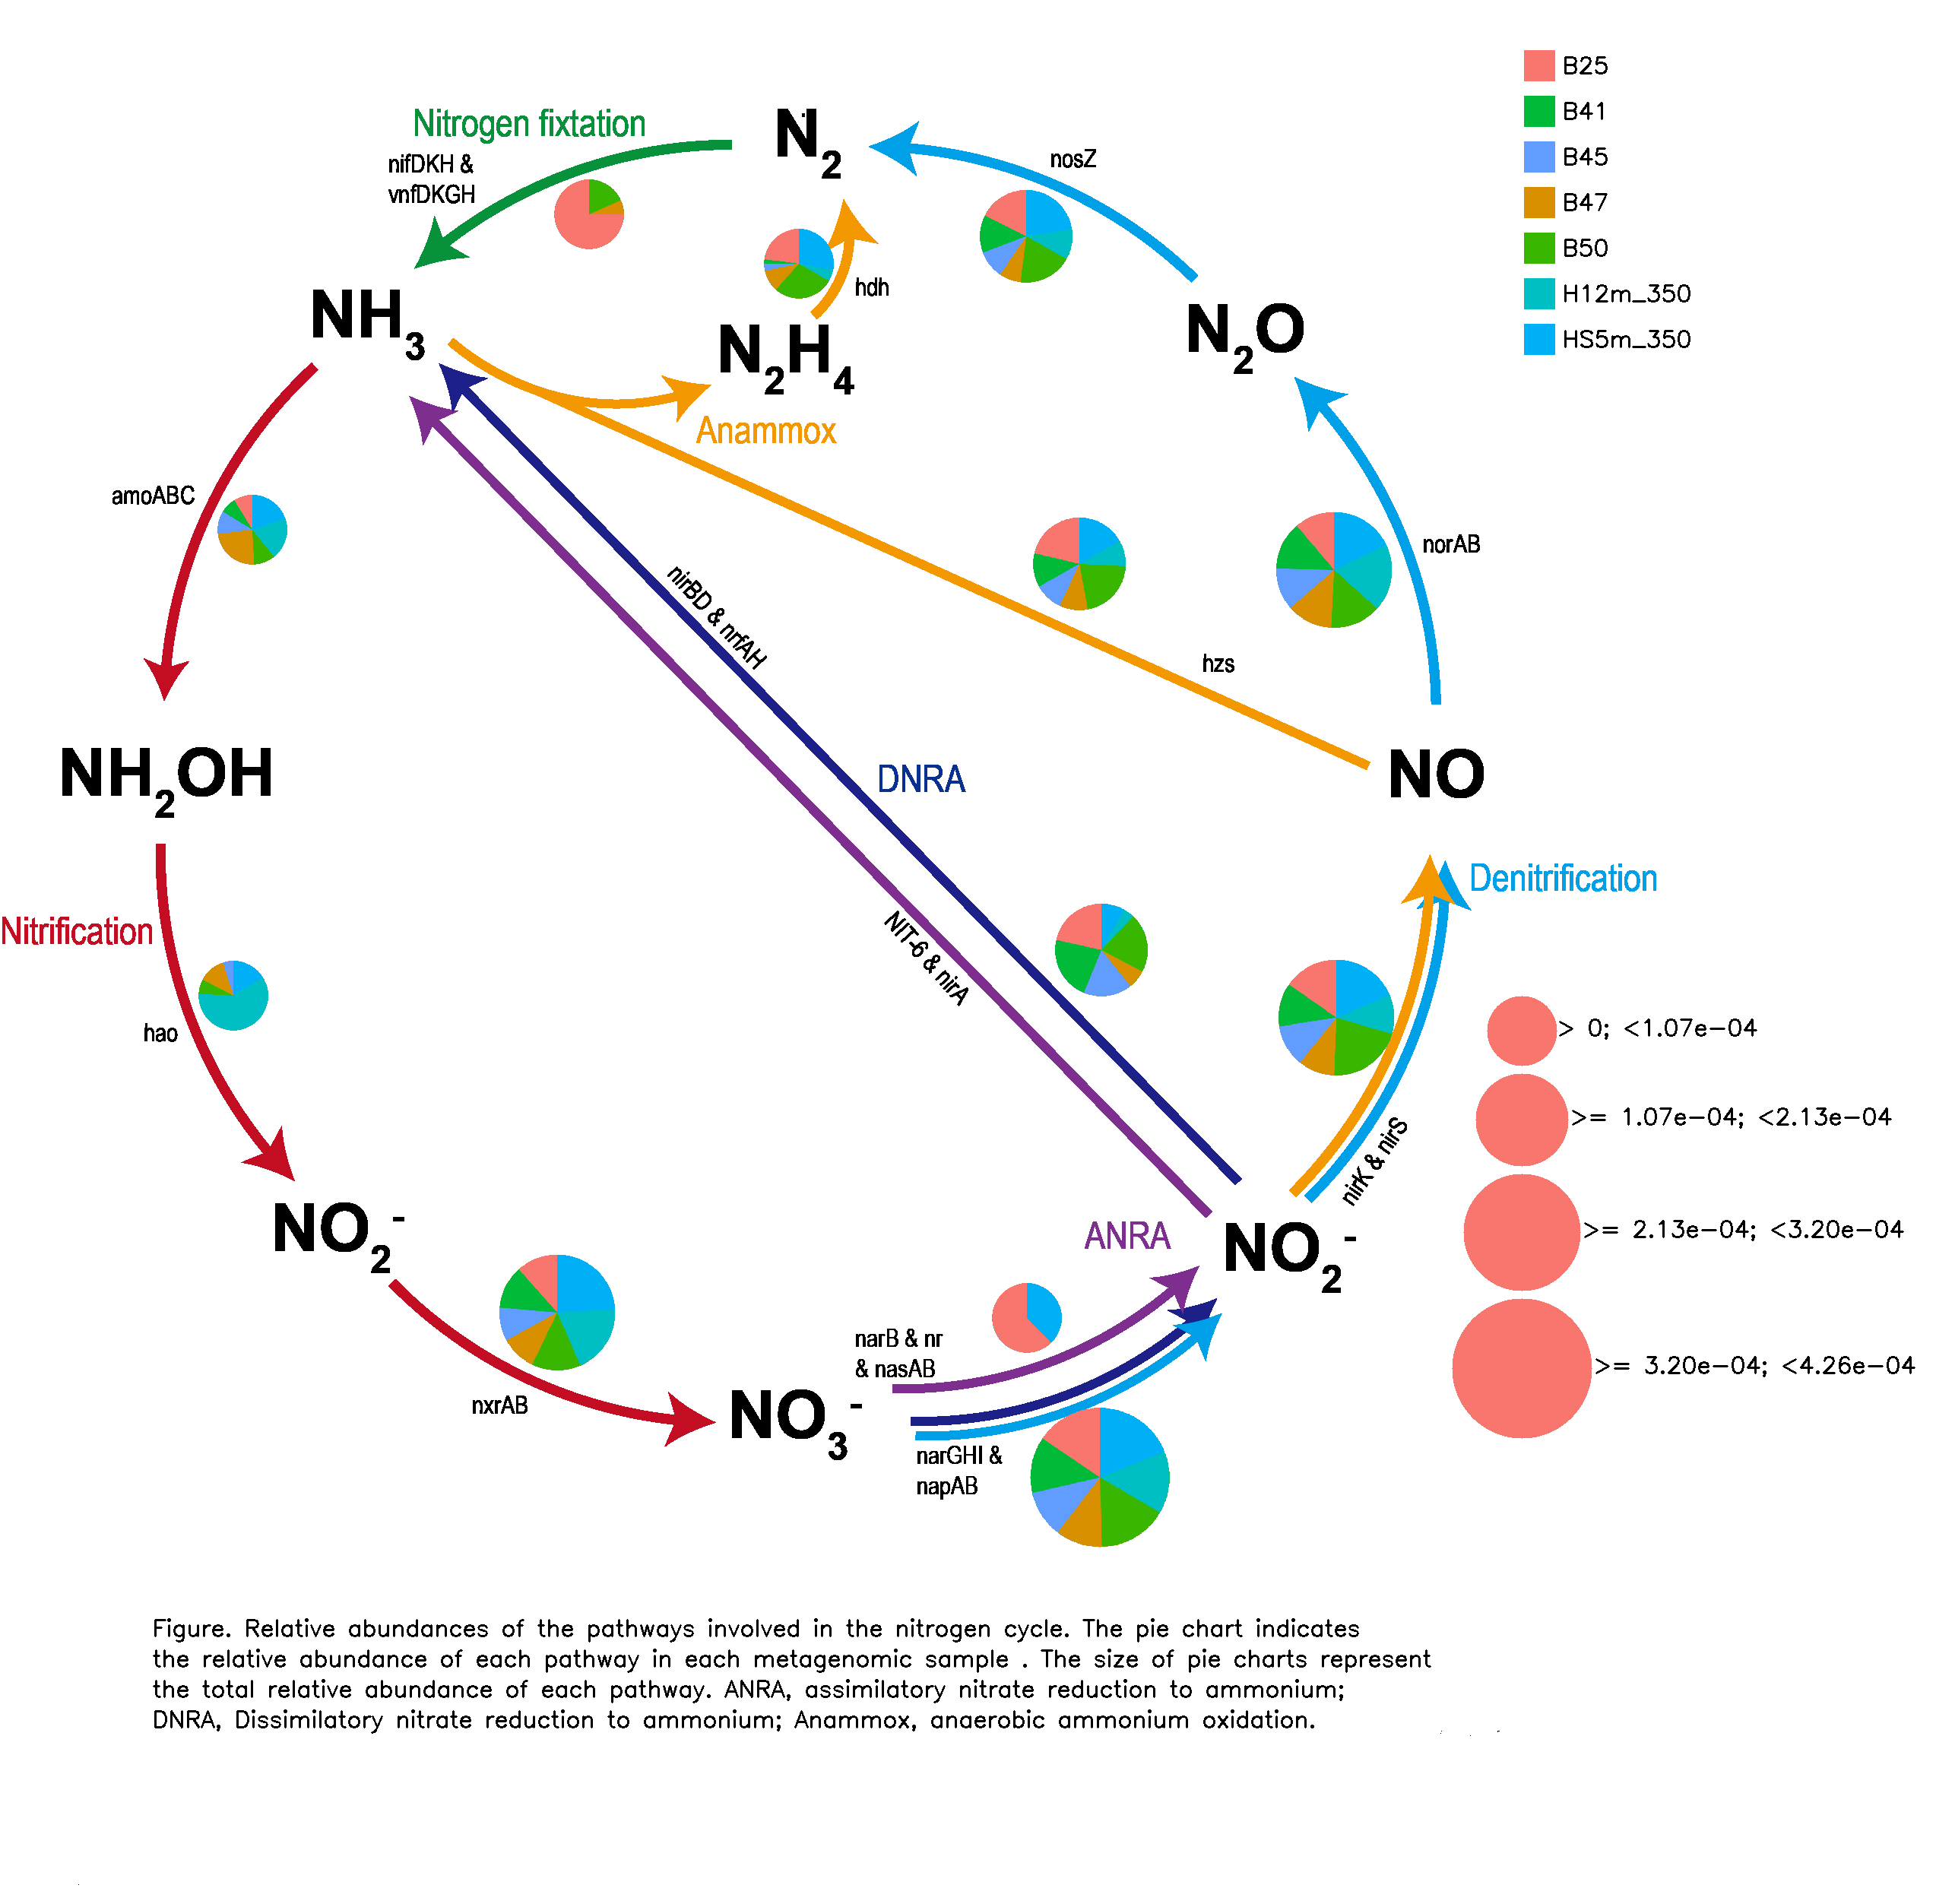 B25
B41
B45
B47
B50
H12m_350
HS5m_350
Nitrogen fixtation
nifDKH &
vnfDKGH
N2
nosZ
hdh
NH3
N2H4
N2O
Anammox
amoABC
norAB
nirBD & nrfAH
hzs
NH2OH
DNRA
NO
Denitrification
Nitrification
NIT-6 & nirA
hao
> 0; <1.07e-04
>= 1.07e-04; <2.13e-04
nirK & nirS
NO2-
ANRA
NO2-
>= 2.13e-04; <3.20e-04
narB & nr
& nasAB
>= 3.20e-04; <4.26e-04
nxrAB
NO3-
narGHI &
napAB
Figure. Relative abundances of the pathways involved in the nitrogen cycle. The pie chart indicates
the relative abundance of each pathway in each metagenomic sample . The size of pie charts represent
the total relative abundance of each pathway. ANRA, assimilatory nitrate reduction to ammonium;
DNRA, Dissimilatory nitrate reduction to ammonium; Anammox, anaerobic ammonium oxidation.